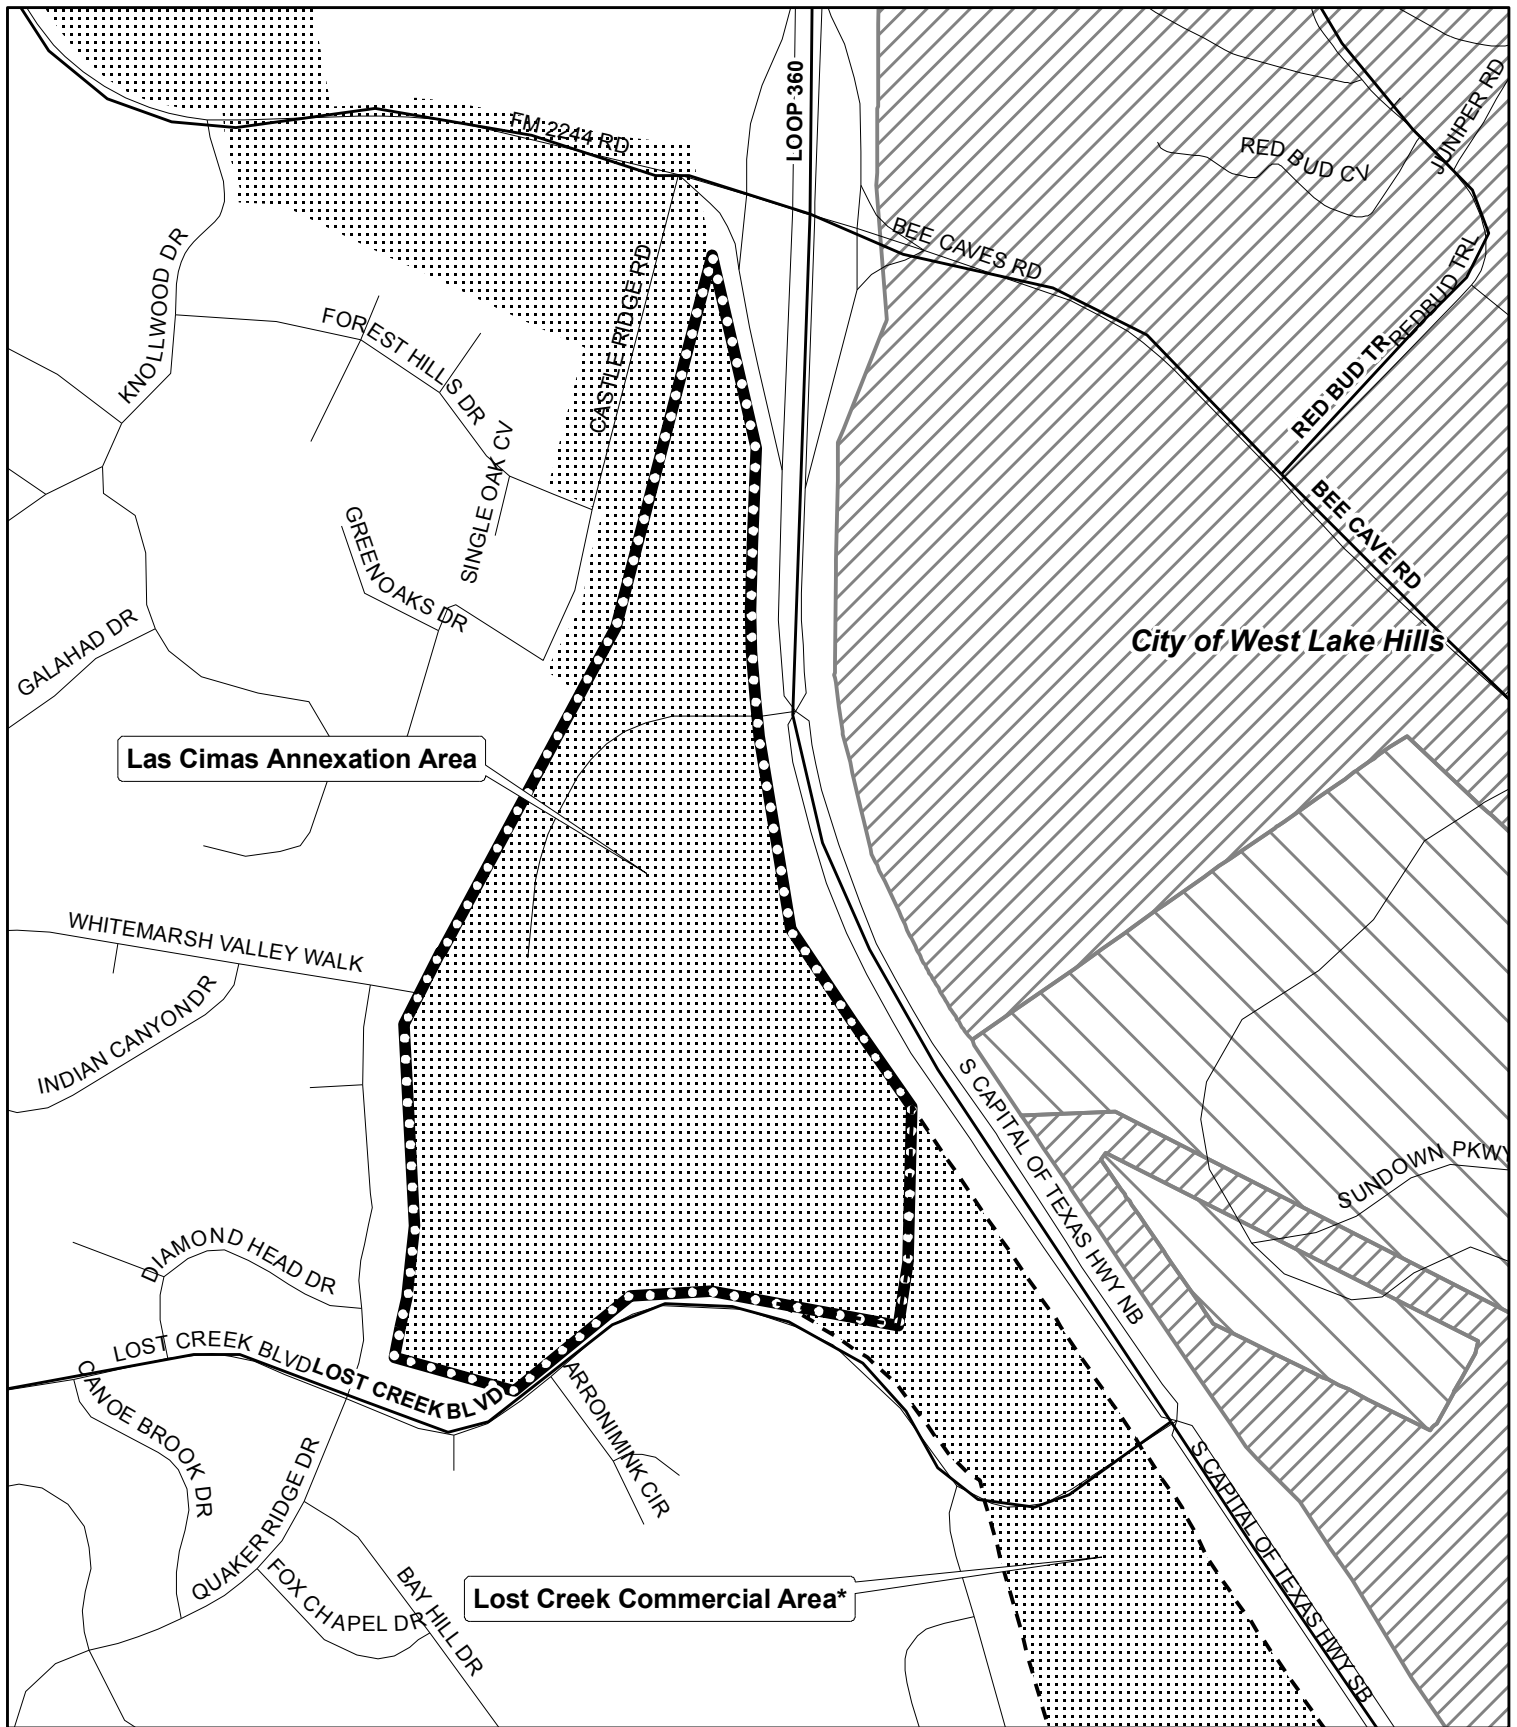 LOOP 360
FM 2244 RD
JUNIPER RD
RED BUD CV
BEE CAVES RD
KNOLLWOOD DR
CASTLE RIDGE RD
REDBUD TRL
FOREST HILLS DR
RED BUD TR
SINGLE OAK CV
BEE CAVE RD
GREENOAKS DR
City of West Lake Hills
GALAHAD DR
Las Cimas Annexation Area
WHITEMARSH VALLEY WALK
INDIAN CANYON DR
S CAPITAL OF TEXAS HWY NB
SUNDOWN PKWY
DIAMOND HEAD DR
LOST CREEK BLVD
LOST CREEK BLVD
CANOE BROOK DR
ARRONIMINK CIR
QUAKER RIDGE DR
S CAPITAL OF TEXAS HWY SB
FOX CHAPEL DR
BAY HILL DR
Lost Creek Commercial Area*